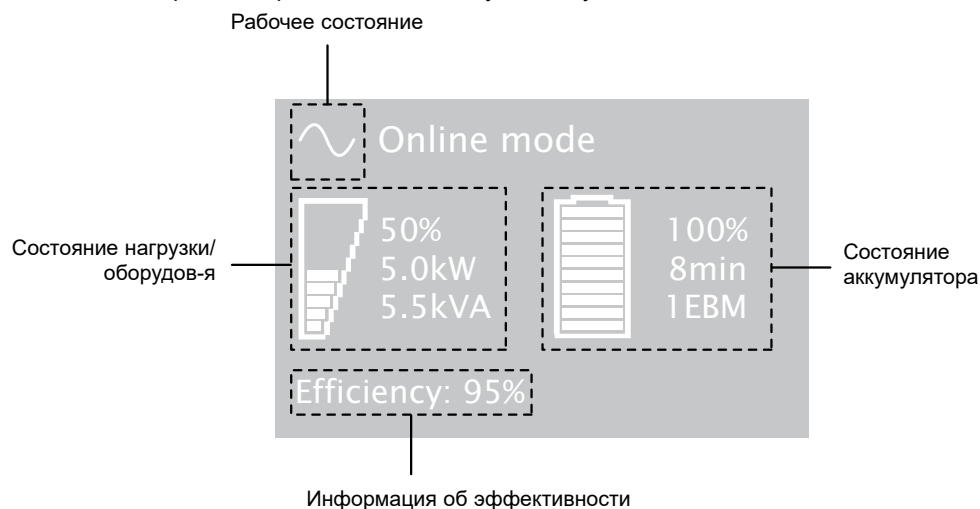 Рабочее состояние
Online mode
50%
5.0kW
5.5kVA
100%
8min
1EBM
Состояние нагрузки/
оборудов-я
Состояние
аккумулятора
Efficiency: 95%
Информация об эффективности